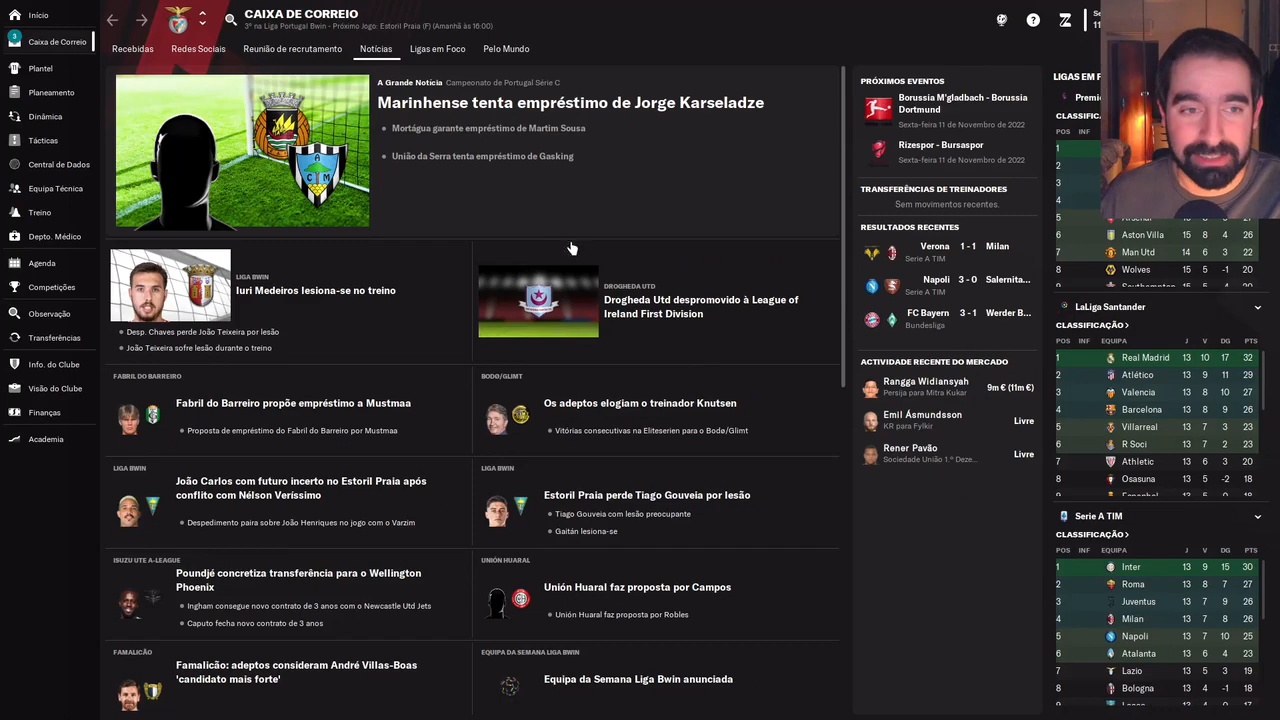 CAIXA DE CORREIO
3º na Liga Portugal Bwin - Próximo Jogo: Estoril Praia (F) (Amanhã às 16:00)
Início
3
Caixa de Correio
Plantel
Planeamento
Dinâmica
Tácticas
Central de Dados
Equipa Técnica
Treino
Depto. Médico
Agenda
Competições
Observação
Transferências
Info. do Clube
Visão do Clube
Finanças
Academia
Recebidas
Redes Sociais
Reunião de recrutamento
Notícias
Ligas em Foco
Pelo Mundo
A Grande Notícia Campeonato de Portugal Série C
Marinhense tenta empréstimo de Jorge Karseladze
Mortágua garante empréstimo de Martim Sousa
União da Serra tenta empréstimo de Gasking
LIGA BWIN
Iuri Medeiros lesiona-se no treino
Desp. Chaves perde João Teixeira por lesão
João Teixeira sofre lesão durante o treino
DROGHEDA UTD
Drogheda Utd despromovido à League of
Ireland First Division
FABRIL DO BARREIRO
Fabril do Barreiro propõe empréstimo a Mustmaa
Proposta de empréstimo do Fabril do Barreiro por Mustmaa
BODØ/GLIMT
Os adeptos elogiam o treinador Knutsen
Vitórias consecutivas na Eliteserien para o Bodø/Glimt
LIGA BWIN
João Carlos com futuro incerto no Estoril Praia após
conflito com Nélson Veríssimo
Despedimento paira sobre João Henriques no jogo com o Varzim
LIGA BWIN
Estoril Praia perde Tiago Gouveia por lesão
Tiago Gouveia com lesão preocupante
Gaitán lesiona-se
ISUZU UTE A-LEAGUE
Poundjé concretiza transferência para o Wellington
Phoenix
Ingham consegue novo contrato de 3 anos com o Newcastle Utd Jets
Caputo fecha novo contrato de 3 anos
UNIÓN HUARAL
Unión Huaral faz proposta por Campos
Unión Huaral faz proposta por Robles
FAMALICÃO
Famalicão: adeptos consideram André Villas-Boas
'candidato mais forte'
EQUIPA DA SEMANA LIGA BWIN
Equipa da Semana Liga Bwin anunciada
PRÓXIMOS EVENTOS
Borussia M'gladbach - Borussia
Dortmund
Sexta-feira 11 de Novembro de 2022
Rizespor - Bursaspor
Sexta-feira 11 de Novembro de 2022
TRANSFERÊNCIAS DE TREINADORES
Sem movimentos recentes.
RESULTADOS RECENTES
Verona 1 - 1 Milan
Serie A TIM
Napoli 3 - 0 Salernita...
Serie A TIM
FC Bayern 3 - 1 Werder B...
Bundesliga
ACTIVIDADE RECENTE DO MERCADO
Rangga Widiansyah 9m € (11m €)
Persija para Mitra Kukar
Emil Ásmundsson Livre
KR para Fylkir
Rener Pavão Livre
Sociedade União 1.º Deze...
LIGAS EM F
Premie
CLASSIFICA
POS INF
1
2
3
4
Arsenal
6 Aston Villa 15 8 4 26
7 Man Utd 14 6 3 22
8 Wolves 15 5 -1 20
LaLiga Santander
CLASSIFICAÇÃO
POS INF EQUIPA J V DG PTS
1 Real Madrid 13 10 17 32
2 Atlético 13 9 11 29
3 Valencia 13 8 10 27
4 Barcelona 13 8 9 26
5 Villarreal 13 7 3 23
6 R Soci 13 7 2 23
7 Athletic 13 6 3 20
8 Osasuna 13 5 -2 18
Serie A TIM
CLASSIFICAÇÃO
POS INF EQUIPA J V DG PTS
1 Inter 13 9 15 30
2 Roma 13 8 7 27
3 Juventus 13 7 9 26
4 Milan 13 7 8 26
5 Napoli 13 7 10 25
6 Atalanta 13 6 4 23
7 Lazio 13 5 3 19
8 Bologna 13 4 -1 18